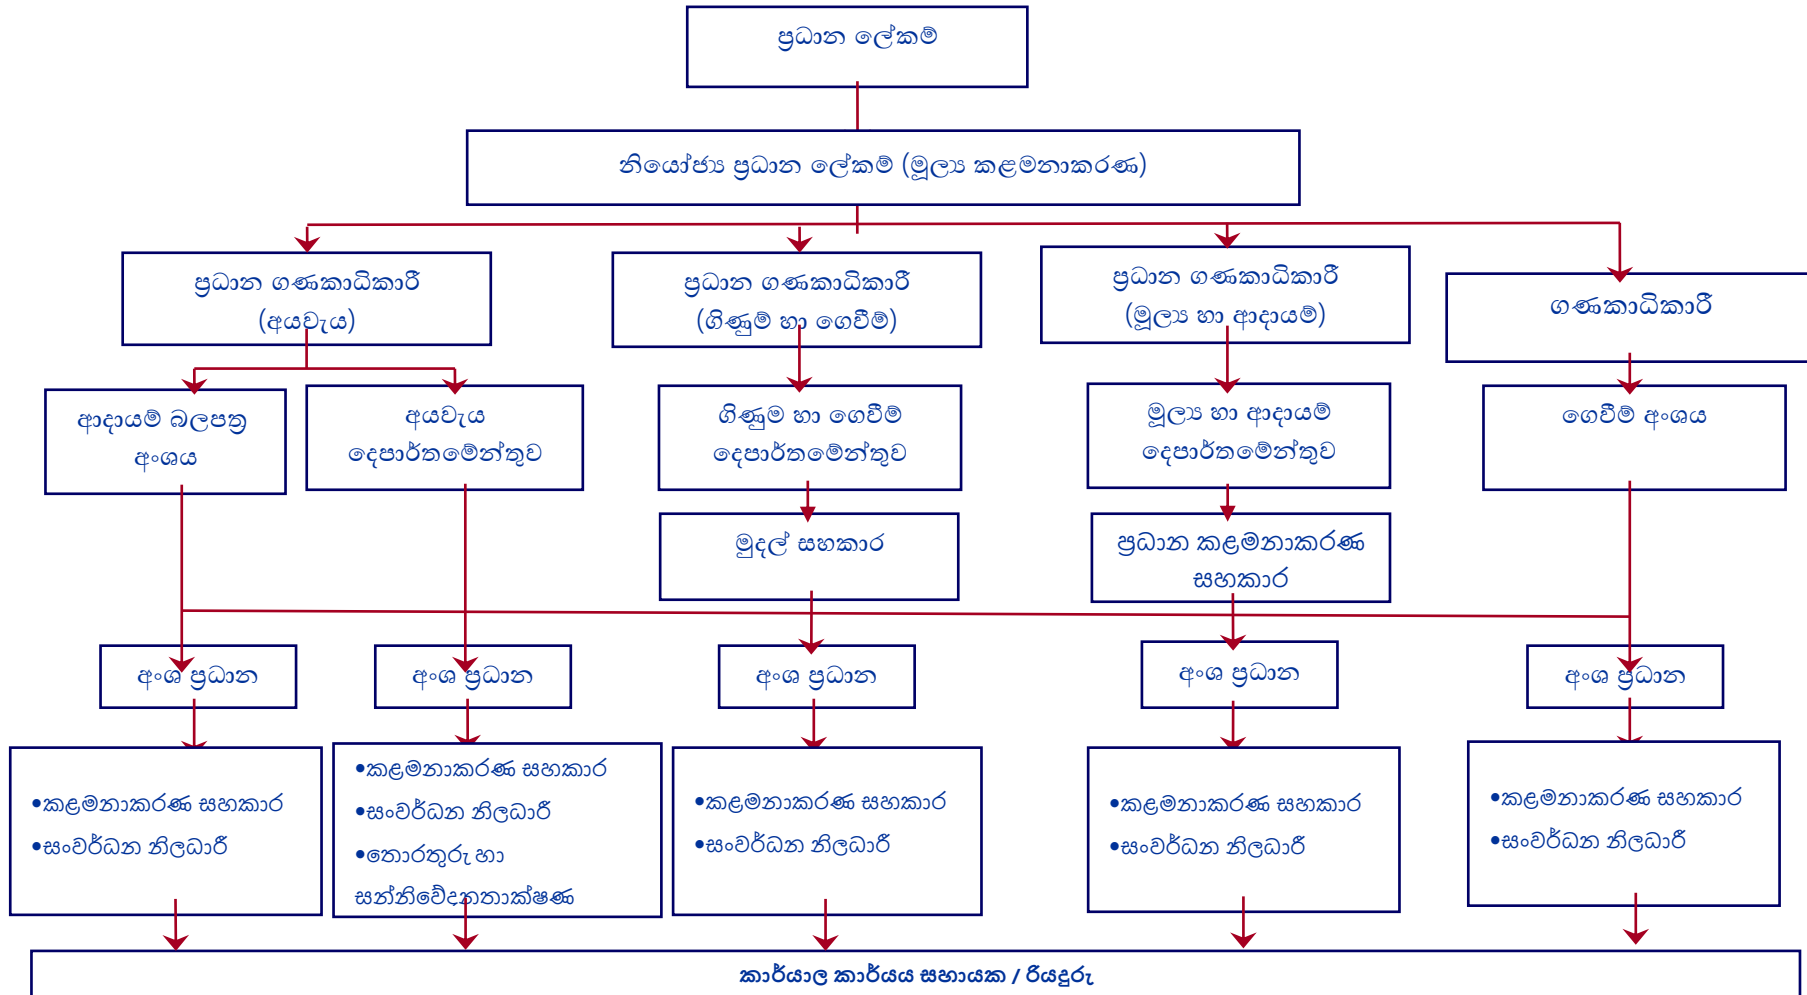 ප්‍රධාන ලේකම්
නියෝජ්‍ය ප්‍රධාන ලේකම් (මූල්‍ය කළමනාකරණ)
ප්‍රධාන ගණකාධිකාරී
(අයවැය)
ප්‍රධාන ගණකාධිකාරී
(ගිණුම් හා ගෙවීම්)
ප්‍රධාන ගණකාධිකාරී
(මූල්‍ය හා ආදායම්)
ගණකාධිකාරී
ආදායම් බලපත්‍ර
අංශය
අයවැය
දෙපාර්තමේන්තුව
ගිණුම හා ගෙවීම්
දෙපාර්තමේන්තුව
මූල්‍ය හා ආදායම්
දෙපාර්තමේන්තුව
ගෙවීම් අංශය
මුදල් සහකාර
ප්‍රධාන කළමනාකරණ
සහකාර
අංශ ප්‍රධාන
අංශ ප්‍රධාන
අංශ ප්‍රධාන
අංශ ප්‍රධාන
අංශ ප්‍රධාන
•කළමනාකරණ සහකාර
•සංවර්ධන නිලධාරී
•කළමනාකරණ සහකාර
•සංවර්ධන නිලධාරී
•තොරතුරු හා
සන්නිවේදනතාක්ෂණ
•කළමනාකරණ සහකාර
•සංවර්ධන නිලධාරී
•කළමනාකරණ සහකාර
•සංවර්ධන නිලධාරී
•කළමනාකරණ සහකාර
•සංවර්ධන නිලධාරී
කාර්යාල කාර්යය සහායක / රියදුරු